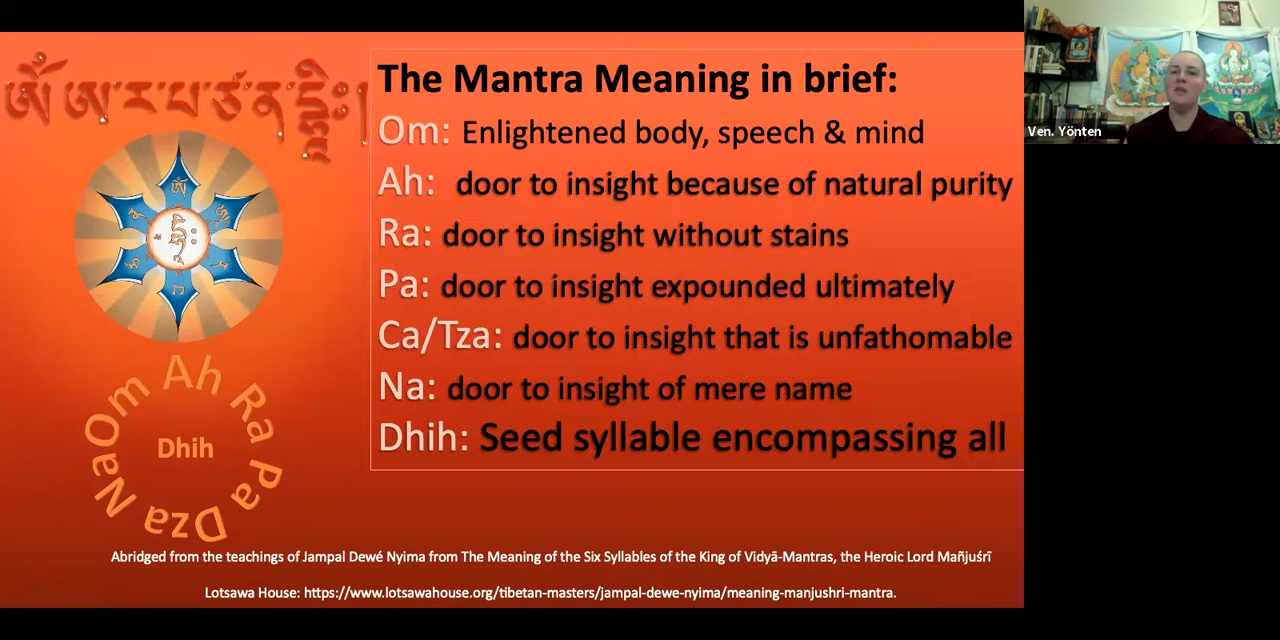 ཨོཾ་ཨ་ར་པ་ཙ་ན་དྷཱིཿ །
The Mantra Meaning in brief:
Om: Enlightened body, speech & mind
Ah: door to insight because of natural purity
Ra: door to insight without stains
Pa: door to insight expounded ultimately
Ca/Tza: door to insight that is unfathomable
Na: door to insight of mere name
Dhih: Seed syllable encompassing all
Om Ah Ra Pa Dza Na
Dhih
Abridged from the teachings of Jampal Dewé Nyima from The Meaning of the Six Syllables of the King of Vidyā-Mantras, the Heroic Lord Mañjuśrī
Lotsawa House: https://www.lotsawahouse.org/tibetan-masters/jampal-dewe-nyima/meaning-manjushri-mantra.
Ven. Yönten